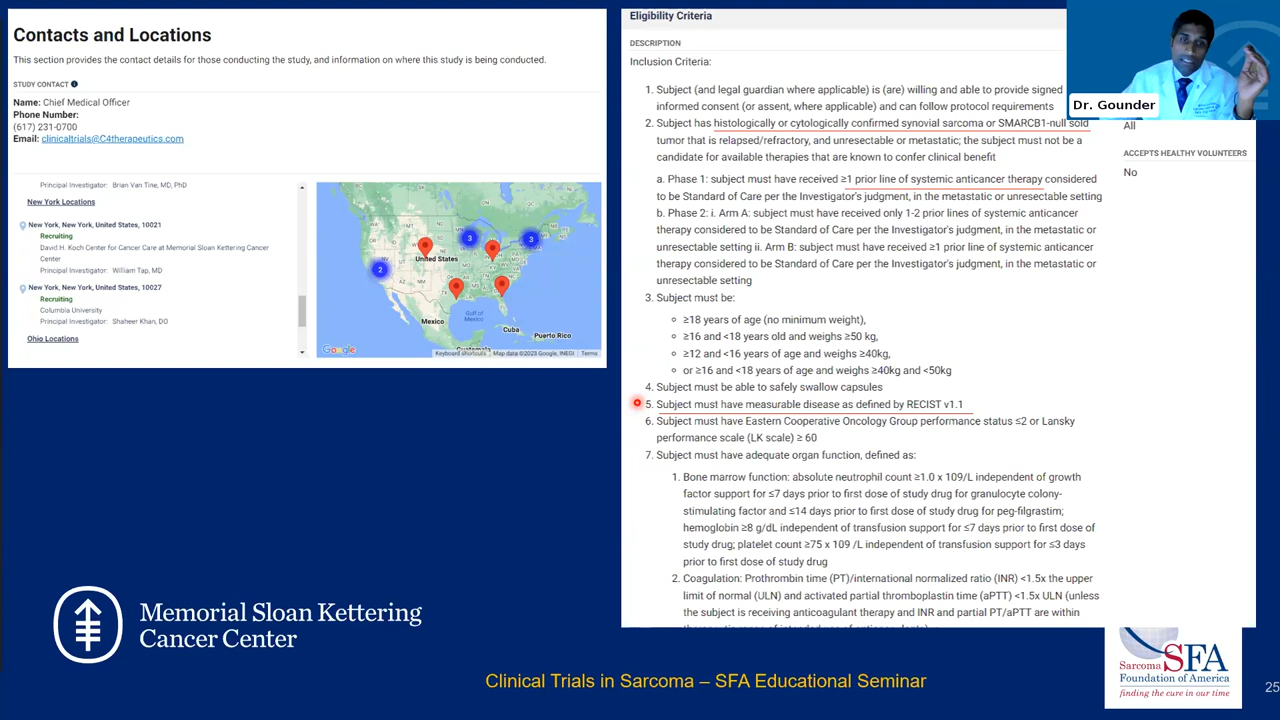 Contacts and Locations
This section provides the contact details for those conducting the study, and information on where this study is being conducted.
STUDY CONTACT
Name: Chief Medical Officer
Phone Number:
(617) 231-0700
Email: clinicaltrials@C4therapeutics.com
Principal Investigator: Brian Van Tine, MD, PhD
New York Locations
New York, New York, United States, 10021
Recruiting
David H. Koch Center for Cancer Care at Memorial Sloan Kettering Cancer
Center
Principal Investigator: William Tap, MD
New York, New York, United States, 10027
Recruiting
Columbia University
Principal Investigator: Shaheer Khan, DO
Ohio Locations
3
3
2
United States
Mexico
Gulf of
Mexico
Cuba
Puerto Rico
Guatemala
Google
Keyboard shortcuts
Map data ©2023 Google, INEGI
Terms
Eligibility Criteria
DESCRIPTION
Inclusion Criteria:
1. Subject (and legal guardian where applicable) is (are) willing and able to provide signed
informed consent (or assent, where applicable) and can follow protocol requirements
2. Subject has histologically or cytologically confirmed synovial sarcoma or SMARCB1-null solid
tumor that is relapsed/refractory, and unresectable or metastatic; the subject must not be a
candidate for available therapies that are known to confer clinical benefit
a. Phase 1: subject must have received ≥1 prior line of systemic anticancer therapy considered
to be Standard of Care per the Investigator's judgment, in the metastatic or unresectable setting
b. Phase 2: i. Arm A: subject must have received only 1-2 prior lines of systemic anticancer
therapy considered to be Standard of Care per the Investigator's judgment, in the metastatic or
unresectable setting ii. Arm B: subject must have received ≥1 prior line of systemic anticancer
therapy considered to be Standard of Care per the Investigator's judgment, in the metastatic or
unresectable setting
3. Subject must be:
≥18 years of age (no minimum weight),
≥16 and <18 years old and weighs ≥50 kg,
≥12 and <16 years of age and weighs ≥40kg,
or ≥16 and <18 years of age and weighs ≥40kg and <50kg
4. Subject must be able to safely swallow capsules
5. Subject must have measurable disease as defined by RECIST v1.1
6. Subject must have Eastern Cooperative Oncology Group performance status ≤2 or Lansky
performance scale (LK scale) ≥ 60
7. Subject must have adequate organ function, defined as:
1. Bone marrow function: absolute neutrophil count ≥1.0 x 109/L independent of growth
factor support for ≤7 days prior to first dose of study drug for granulocyte colony-
stimulating factor and ≤14 days prior to first dose of study drug for peg-filgrastim;
hemoglobin ≥8 g/dL independent of transfusion support for ≤7 days prior to first dose of
study drug; platelet count ≥75 x 109 /L independent of transfusion support for ≤3 days
prior to first dose of study drug
2. Coagulation: Prothrombin time (PT)/international normalized ratio (INR) <1.5x the upper
limit of normal (ULN) and activated partial thromboplastin time (aPTT) <1.5x ULN (unless
the subject is receiving anticoagulant therapy and INR and partial PT/aPTT are within
Dr. Gounder
All
ACCEPTS HEALTHY VOLUNTEERS
No
Memorial Sloan Kettering
Cancer Center
Clinical Trials in Sarcoma – SFA Educational Seminar
Sarcoma SFA
Foundation of America
finding the cure in our time
25